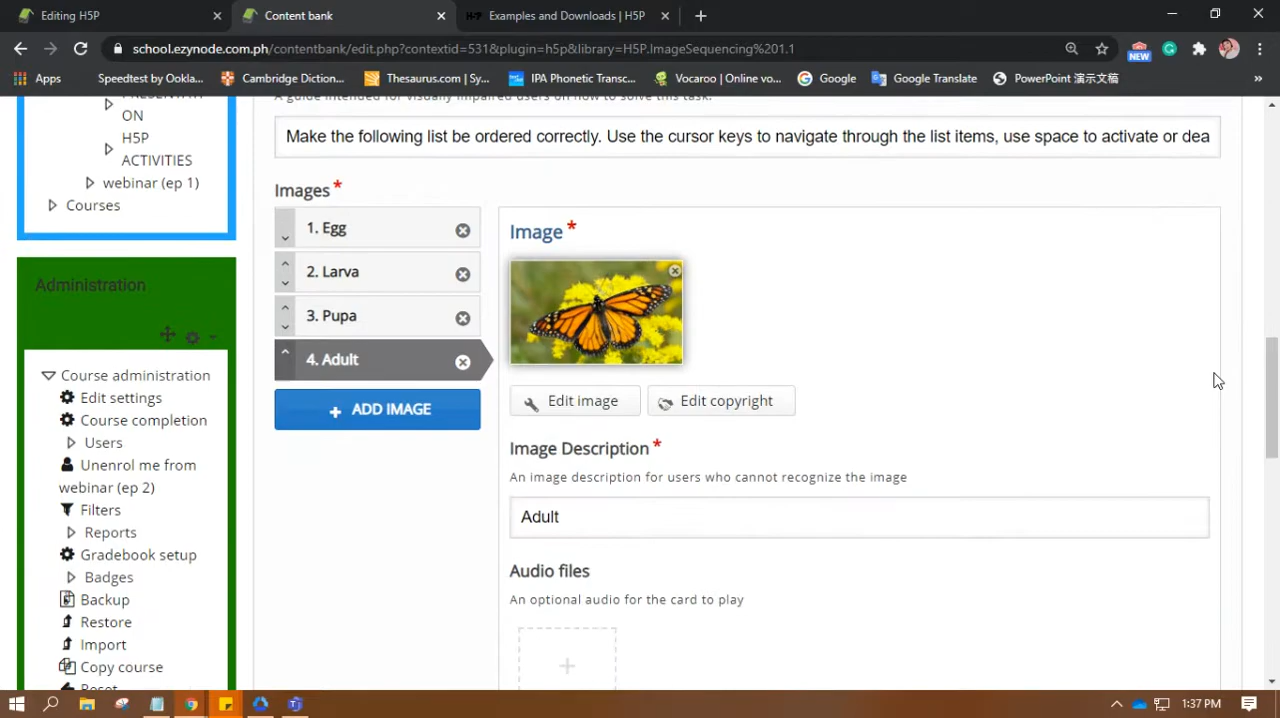 Editing H5P
Content bank
H-P Examples and Downloads | H5P
school.ezynode.com.ph/contentbank/edit.php?contextid=531&plugin=h5p&library=H5P.ImageSequencing%201.1
NEW
Apps
Speedtest by Ookla...
Cambridge Diction...
Thesaurus.com | Sy...
IPA Phonetic Transc...
Vocaroo | Online vo...
Google
Google Translate
PowerPoint 演示文稿
»
ON
H5P
ACTIVITIES
webinar (ep 1)
Courses
Administration
Course administration
Edit settings
Course completion
Users
Unenrol me from
webinar (ep 2)
Filters
Reports
Gradebook setup
Badges
Backup
Restore
Import
Copy course
Reset
A guide intended for visually impaired users on how to solve this task.
Make the following list be ordered correctly. Use the cursor keys to navigate through the list items, use space to activate or dea
Images *
1. Egg
2. Larva
3. Pupa
4. Adult
+ ADD IMAGE
Image *
Edit image
Edit copyright
Image Description *
An image description for users who cannot recognize the image
Adult
Audio files
An optional audio for the card to play
+
1:37 PM